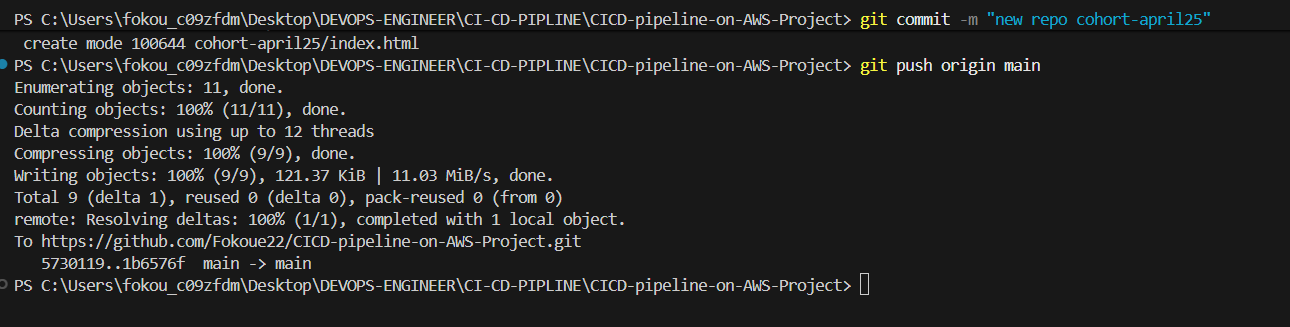 PS C:\Users\fokou_c09zfdm\Desktop\DEVOPS-ENGINEER\CI-CD-PIPLINE\CICD-pipeline-on-AWS-Project> git commit -m "new repo cohort-april25"
create mode 100644 cohort-april25/index.html
PS C:\Users\fokou_c09zfdm\Desktop\DEVOPS-ENGINEER\CI-CD-PIPLINE\CICD-pipeline-on-AWS-Project> git push origin main
Enumerating objects: 11, done.
Counting objects: 100% (11/11), done.
Delta compression using up to 12 threads
Compressing objects: 100% (9/9), done.
Writing objects: 100% (9/9), 121.37 KiB | 11.03 MiB/s, done.
Total 9 (delta 1), reused 0 (delta 0), pack-reused 0 (from 0)
remote: Resolving deltas: 100% (1/1), completed with 1 local object.
To https://github.com/Fokoue22/CICD-pipeline-on-AWS-Project.git
5730119..1b6576f  main -> main
PS C:\Users\fokou_c09zfdm\Desktop\DEVOPS-ENGINEER\CI-CD-PIPLINE\CICD-pipeline-on-AWS-Project>